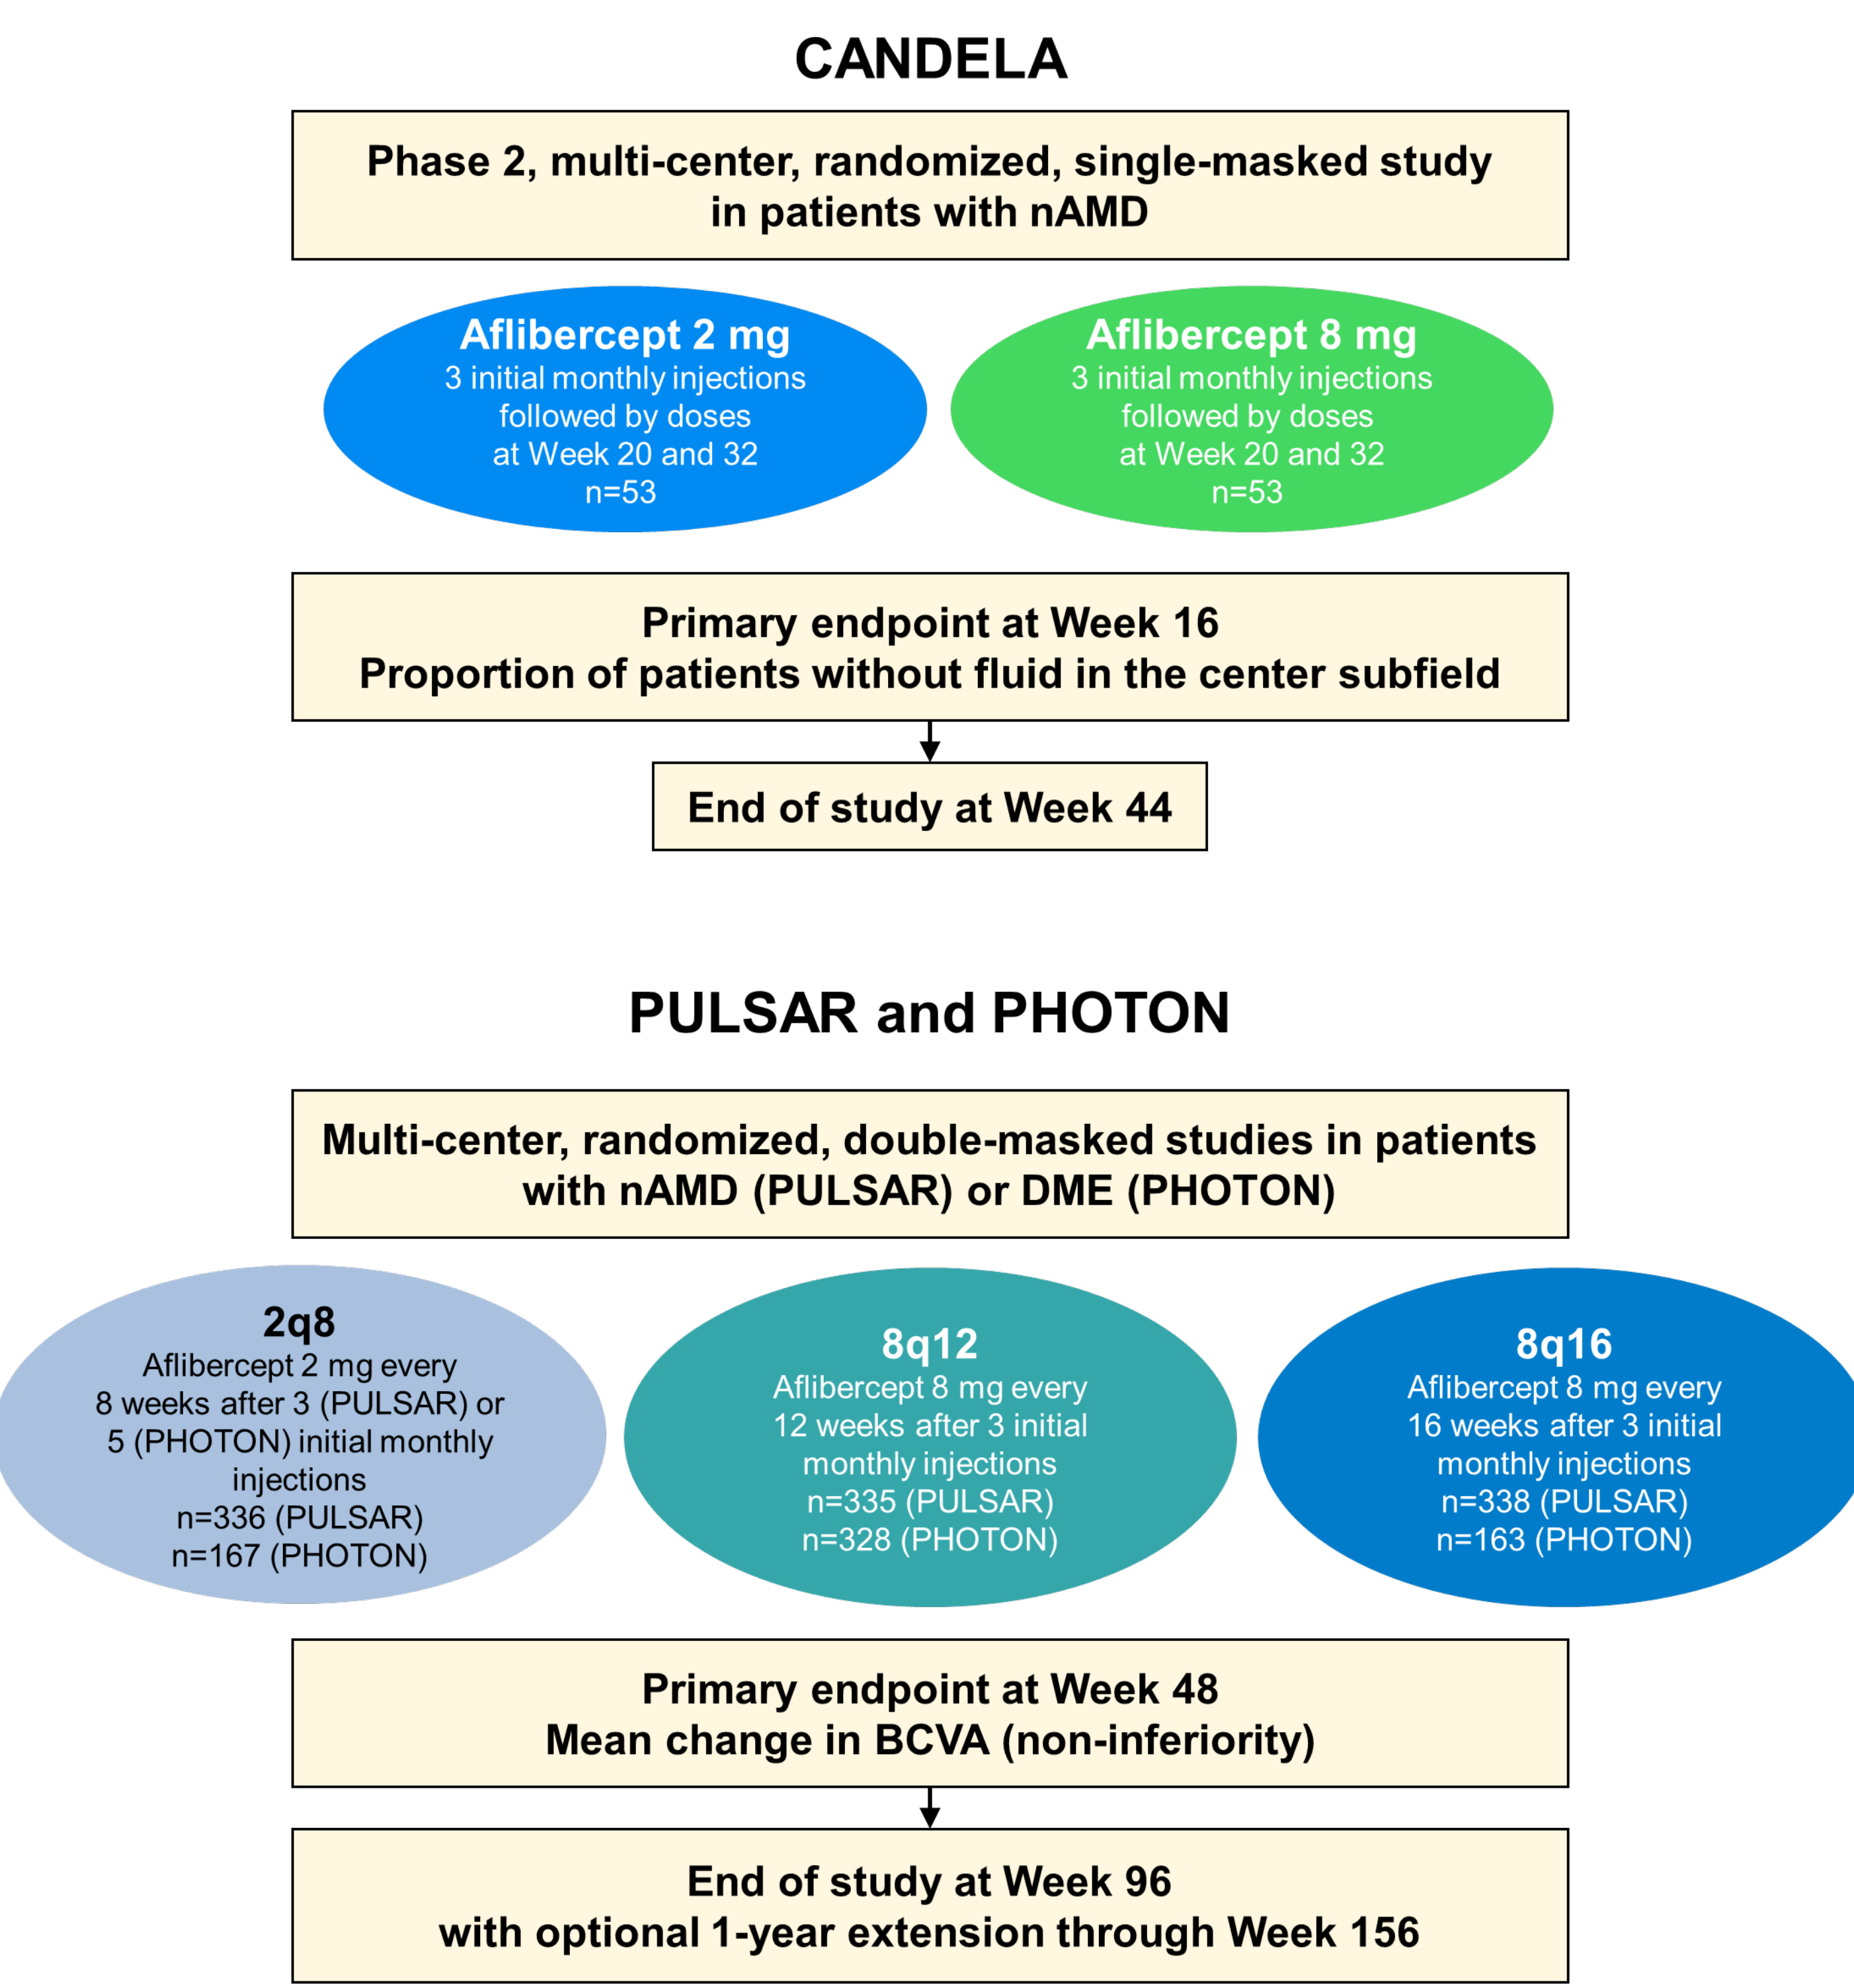 CANDELA
Phase 2, multi-center, randomized, single-masked study
in patients with nAMD
Aflibercept 2 mg
3 initial monthly injections
followed by doses
at Week 20 and 32
n=53
Aflibercept 8 mg
3 initial monthly injections
followed by doses
at Week 20 and 32
n=53
Primary endpoint at Week 16
Proportion of patients without fluid in the center subfield
End of study at Week 44
PULSAR and PHOTON
Multi-center, randomized, double-masked studies in patients
with nAMD (PULSAR) or DME (PHOTON)
2q8
Aflibercept 2 mg every
8 weeks after 3 (PULSAR) or
5 (PHOTON) initial monthly
injections
n=336 (PULSAR)
n=167 (PHOTON)
8q12
Aflibercept 8 mg every
12 weeks after 3 initial
monthly injections
n=335 (PULSAR)
n=328 (PHOTON)
8q16
Aflibercept 8 mg every
16 weeks after 3 initial
monthly injections
n=338 (PULSAR)
n=163 (PHOTON)
Primary endpoint at Week 48
Mean change in BCVA (non-inferiority)
End of study at Week 96
with optional 1-year extension through Week 156